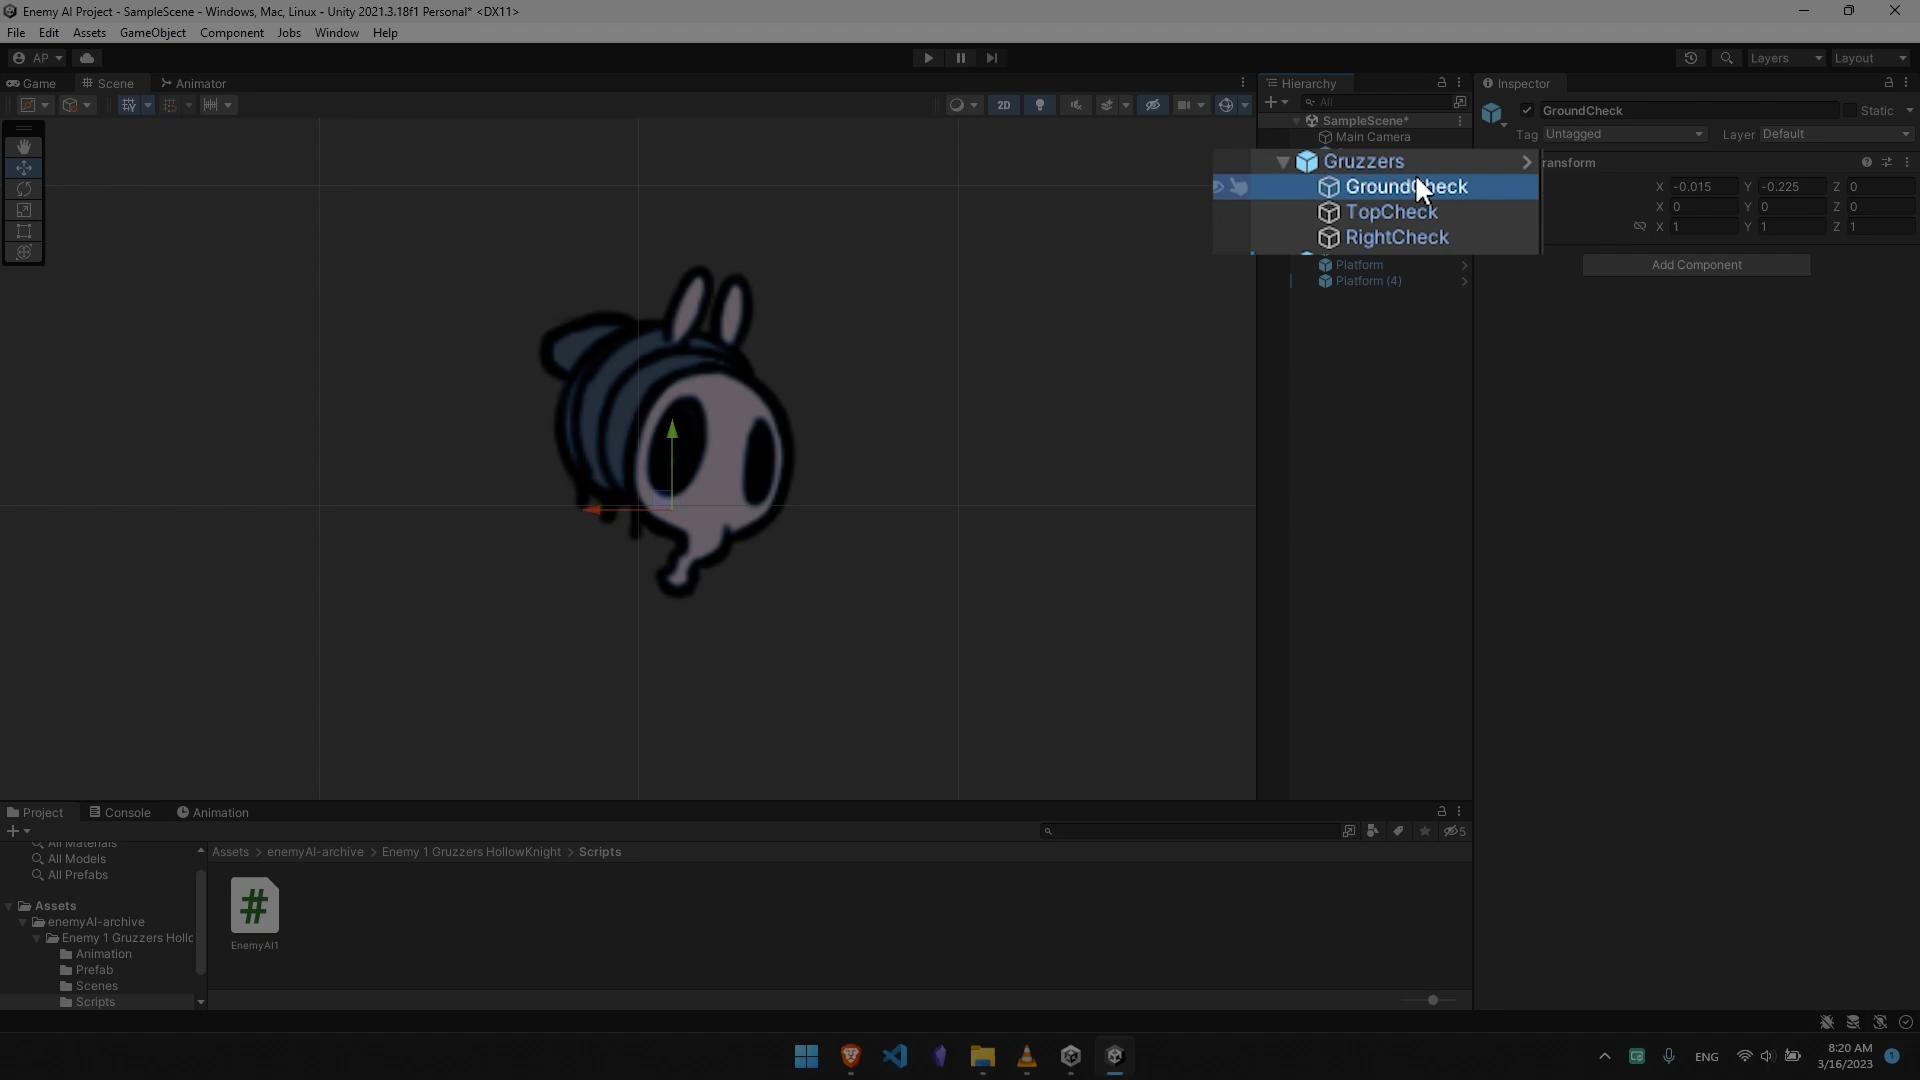 Enemy AI Project - SampleScene - Windows, Mac, Linux - Unity 2021.3.18f1 Personal* <DX11>
File Edit Assets GameObject Component Jobs Window Help
AP Layers Layout
Game Scene Animator Hierarchy Inspector
2D All GroundCheck Static
SampleScene*
Main Camera Tag Untagged Layer Default
Gruzzers ransform
GroundCheck X -0.015 Y -0.225 Z 0
TopCheck X 0 Y 0 Z 0
RightCheck X 1 Y 1 Z 1
Platform Add Component
Platform (4)
Project Console Animation
5
All Materials
All Models
All Prefabs
Assets > enemyAI-archive > Enemy 1 Gruzzers HollowKnight > Scripts
Assets
enemyAI-archive
Enemy 1 Gruzzers Hollc
Animation
Prefab
Scenes
Scripts
#
EnemyAI1
ENG 8:20 AM
3/16/2023 1